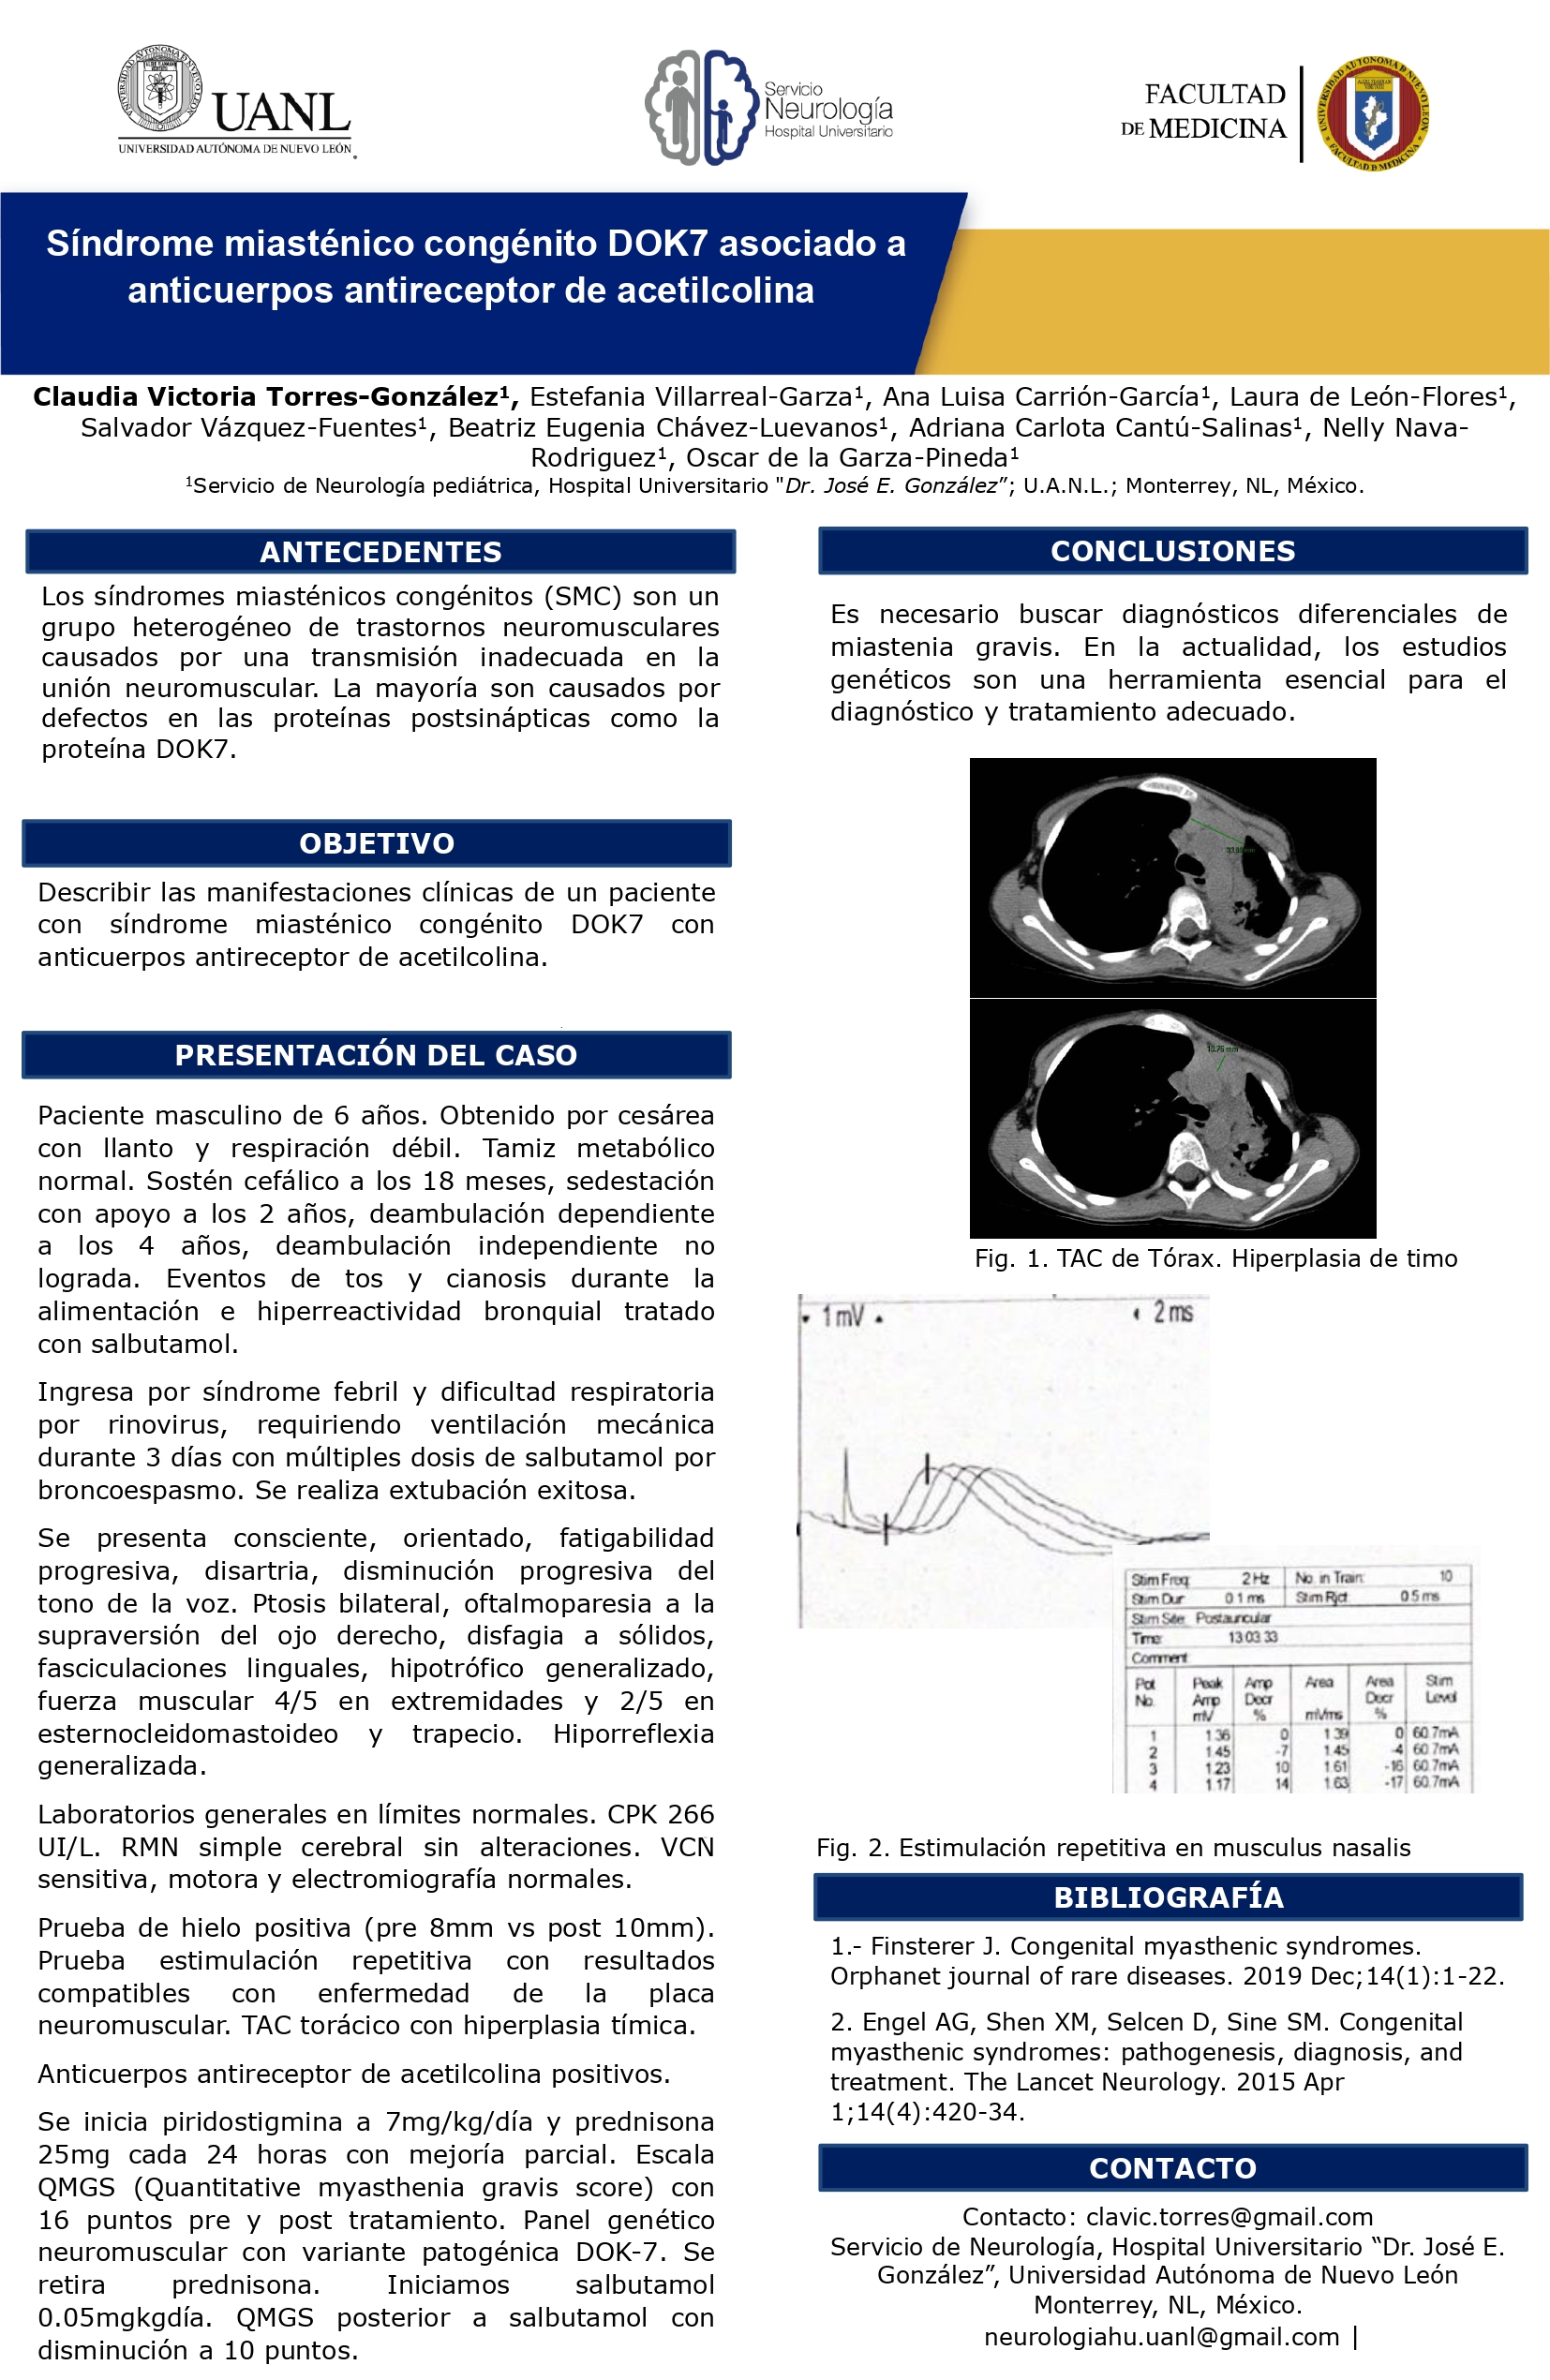 UANL
UNIVERSIDAD AUTÓNOMA DE NUEVO LEÓN
Servicio
Neurología
Hospital Universitario
FACULTAD
DE MEDICINA
UNIVERSIDAD AUTONOMA DE NUEVO LEON
FACULTAD DE MEDICINA
Síndrome miasténico congénito DOK7 asociado a
anticuerpos antireceptor de acetilcolina
Claudia Victoria Torres-González¹, Estefania Villarreal-Garza¹, Ana Luisa Carrión-García¹, Laura de León-Flores¹,
Salvador Vázquez-Fuentes¹, Beatriz Eugenia Chávez-Luevanos¹, Adriana Carlota Cantú-Salinas¹, Nelly Nava-
Rodriguez¹, Oscar de la Garza-Pineda¹
¹Servicio de Neurología pediátrica, Hospital Universitario "Dr. José E. González”; U.A.N.L.; Monterrey, NL, México.
ANTECEDENTES
Los síndromes miasténicos congénitos (SMC) son un
grupo heterogéneo de trastornos neuromusculares
causados por una transmisión inadecuada en la
unión neuromuscular. La mayoría son causados por
defectos en las proteínas postsinápticas como la
proteína DOK7.
OBJETIVO
Describir las manifestaciones clínicas de un paciente
con síndrome miasténico congénito DOK7 con
anticuerpos antireceptor de acetilcolina.
PRESENTACIÓN DEL CASO
Paciente masculino de 6 años. Obtenido por cesárea
con llanto y respiración débil. Tamiz metabólico
normal. Sostén cefálico a los 18 meses, sedestación
con apoyo a los 2 años, deambulación dependiente
a los 4 años, deambulación independiente no
lograda. Eventos de tos y cianosis durante la
alimentación e hiperreactividad bronquial tratado
con salbutamol.
Ingresa por síndrome febril y dificultad respiratoria
por rinovirus, requiriendo ventilación mecánica
durante 3 días con múltiples dosis de salbutamol por
broncoespasmo. Se realiza extubación exitosa.
Se presenta consciente, orientado, fatigabilidad
progresiva, disartria, disminución progresiva del
tono de la voz. Ptosis bilateral, oftalmoparesia a la
supraversión del ojo derecho, disfagia a sólidos,
fasciculaciones linguales, hipotrófico generalizado,
fuerza muscular 4/5 en extremidades y 2/5 en
esternocleidomastoideo y trapecio. Hiporreflexia
generalizada.
Laboratorios generales en límites normales. CPK 266
UI/L. RMN simple cerebral sin alteraciones. VCN
sensitiva, motora y electromiografía normales.
Prueba de hielo positiva (pre 8mm vs post 10mm).
Prueba estimulación repetitiva con resultados
compatibles con enfermedad de la placa
neuromuscular. TAC torácico con hiperplasia tímica.
Anticuerpos antireceptor de acetilcolina positivos.
Se inicia piridostigmina a 7mg/kg/día y prednisona
25mg cada 24 horas con mejoría parcial. Escala
QMGS (Quantitative myasthenia gravis score) con
16 puntos pre y post tratamiento. Panel genético
neuromuscular con variante patogénica DOK-7. Se
retira prednisona. Iniciamos salbutamol
0.05mgkgdía. QMGS posterior a salbutamol con
disminución a 10 puntos.
CONCLUSIONES
Es necesario buscar diagnósticos diferenciales de
miastenia gravis. En la actualidad, los estudios
genéticos son una herramienta esencial para el
diagnóstico y tratamiento adecuado.
Fig. 1. TAC de Tórax. Hiperplasia de timo
1 mV 2 ms
Stim Freq: 2 Hz No. in Train: 10
Stim Dur: 0.1 ms Stim Rjct: 0.5 ms
Stim Site: Postauricular
Time: 13:03:33
Comment:
Pot Peak Amp Area Area Stim
No. Amp Decr Decr Level
mV % mVms %
1 1.36 0 1.39 0 60.7mA
2 1.45 -7 1.45 -4 60.7mA
3 1.23 10 1.61 -16 60.7mA
4 1.17 14 1.63 -17 60.7mA
Fig. 2. Estimulación repetitiva en musculus nasalis
BIBLIOGRAFÍA
1.- Finsterer J. Congenital myasthenic syndromes.
Orphanet journal of rare diseases. 2019 Dec;14(1):1-22.
2. Engel AG, Shen XM, Selcen D, Sine SM. Congenital
myasthenic syndromes: pathogenesis, diagnosis, and
treatment. The Lancet Neurology. 2015 Apr
1;14(4):420-34.
CONTACTO
Contacto: clavic.torres@gmail.com
Servicio de Neurología, Hospital Universitario “Dr. José E.
González”, Universidad Autónoma de Nuevo León
Monterrey, NL, México.
neurologiahu.uanl@gmail.com |